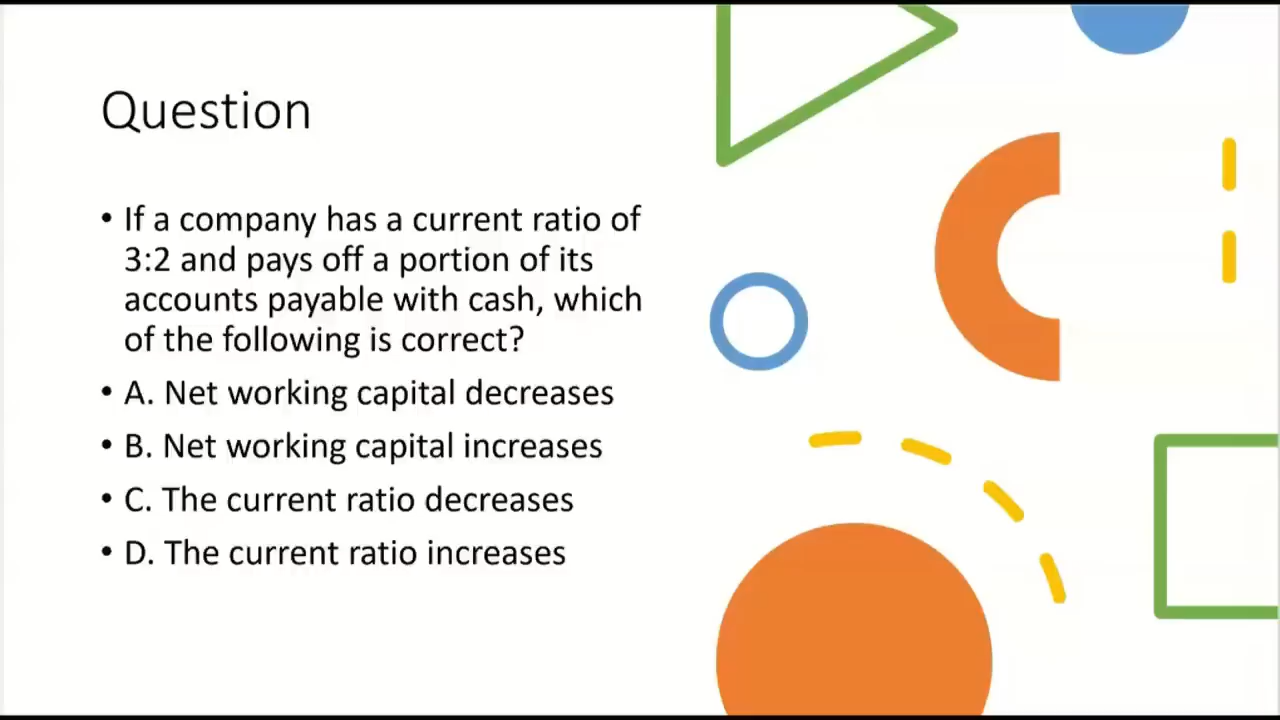 Question
• If a company has a current ratio of
3:2 and pays off a portion of its
accounts payable with cash, which
of the following is correct?
• A. Net working capital decreases
• B. Net working capital increases
• C. The current ratio decreases
• D. The current ratio increases